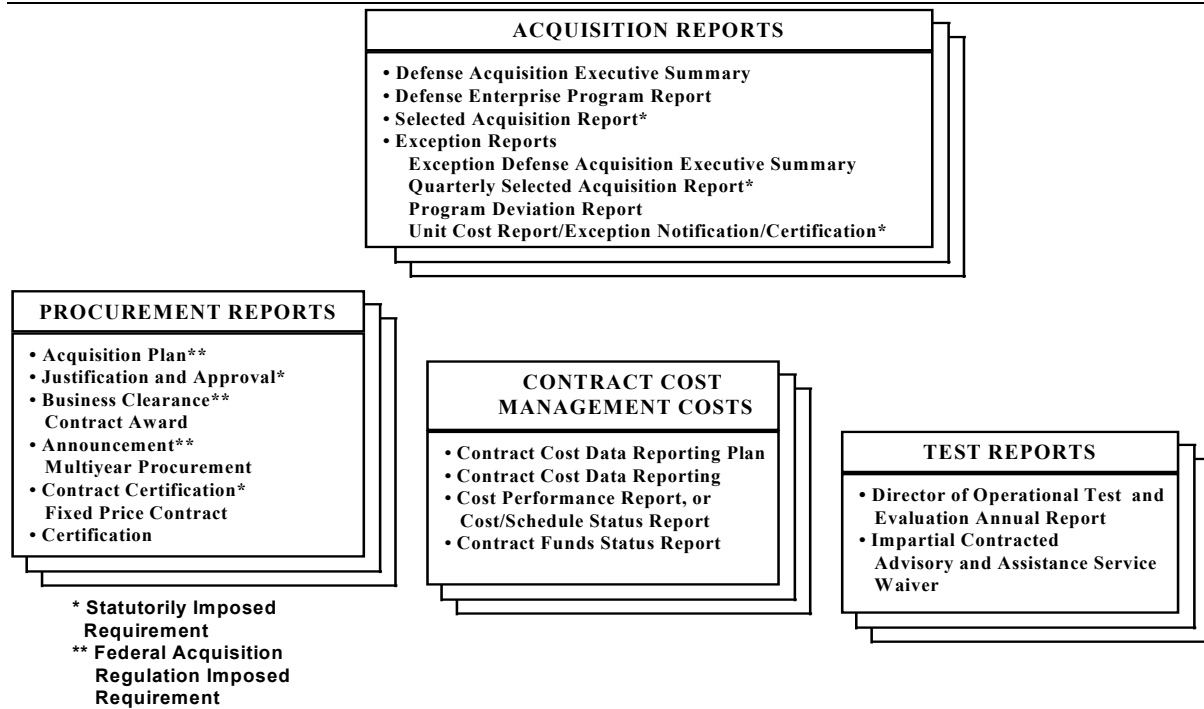 ACQUISITION REPORTS
• Defense Acquisition Executive Summary
• Defense Enterprise Program Report
• Selected Acquisition Report*
• Exception Reports
Exception Defense Acquisition Executive Summary
Quarterly Selected Acquisition Report*
Program Deviation Report
Unit Cost Report/Exception Notification/Certification*
PROCUREMENT REPORTS
• Acquisition Plan**
• Justification and Approval*
• Business Clearance**
Contract Award
• Announcement**
Multiyear Procurement
• Contract Certification*
Fixed Price Contract
• Certification
* Statutorily Imposed
Requirement
** Federal Acquisition
Regulation Imposed
Requirement
CONTRACT COST
MANAGEMENT COSTS
• Contract Cost Data Reporting Plan
• Contract Cost Data Reporting
• Cost Performance Report, or
Cost/Schedule Status Report
• Contract Funds Status Report
TEST REPORTS
• Director of Operational Test and
Evaluation Annual Report
• Impartial Contracted
Advisory and Assistance Service
Waiver